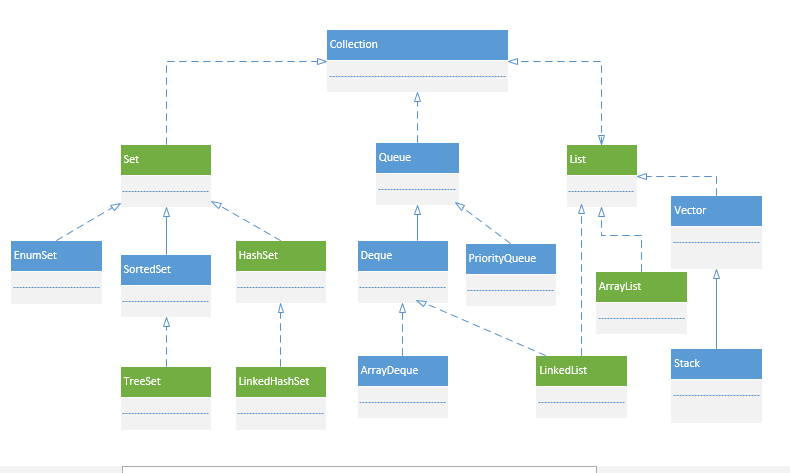 Collection
Set
Queue
List
Vector
EnumSet
SortedSet
HashSet
Deque
PriorityQueue
ArrayList
TreeSet
LinkedHashSet
ArrayDeque
LinkedList
Stack